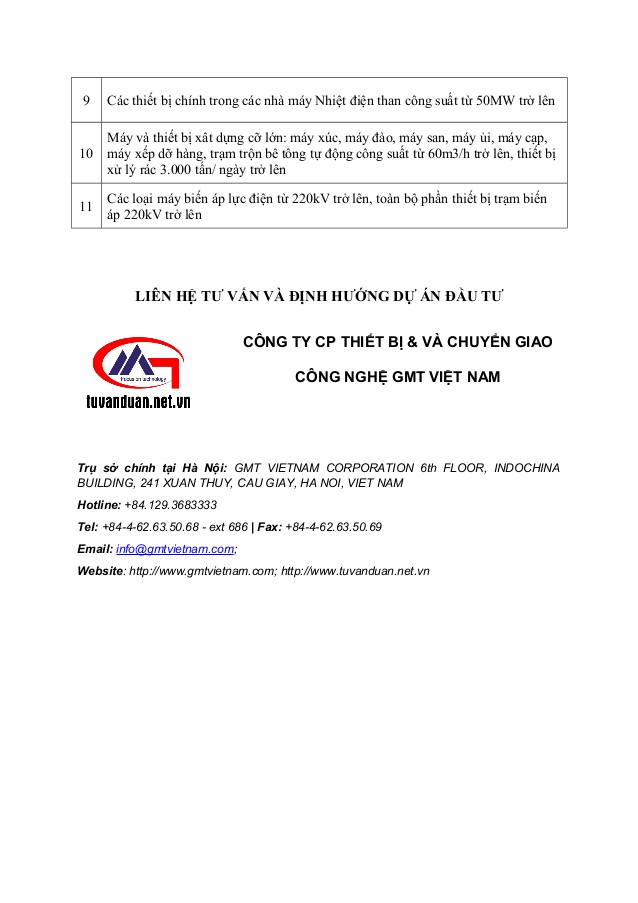 9 Các thiết bị chính trong các nhà máy Nhiệt điện than công suất từ 50MW trở lên
Máy và thiết bị xât dựng cỡ lớn: máy xúc, máy đào, máy san, máy ủi, máy cạp,
10 máy xếp dỡ hàng, trạm trộn bê tông tự động công suất từ 60m3/h trở lên, thiết bị
xử lý rác 3.000 tấn/ ngày trở lên
11 Các loại máy biến áp lực điện từ 220kV trở lên, toàn bộ phần thiết bị trạm biến
áp 220kV trở lên
LIÊN HỆ TƯ VẤN VÀ ĐỊNH HƯỚNG DỰ ÁN ĐẦU TƯ
CÔNG TY CP THIẾT BỊ & VÀ CHUYỂN GIAO
CÔNG NGHỆ GMT VIỆT NAM
Focus on technology
tuvanduan.net.vn
Trụ sở chính tại Hà Nội: GMT VIETNAM CORPORATION 6th FLOOR, INDOCHINA
BUILDING, 241 XUAN THUY, CAU GIAY, HA NOI, VIET NAM
Hotline: +84.129.3683333
Tel: +84-4-62.63.50.68 - ext 686 | Fax: +84-4-62.63.50.69
Email: info@gmtvietnam.com;
Website: http://www.gmtvietnam.com; http://www.tuvanduan.net.vn